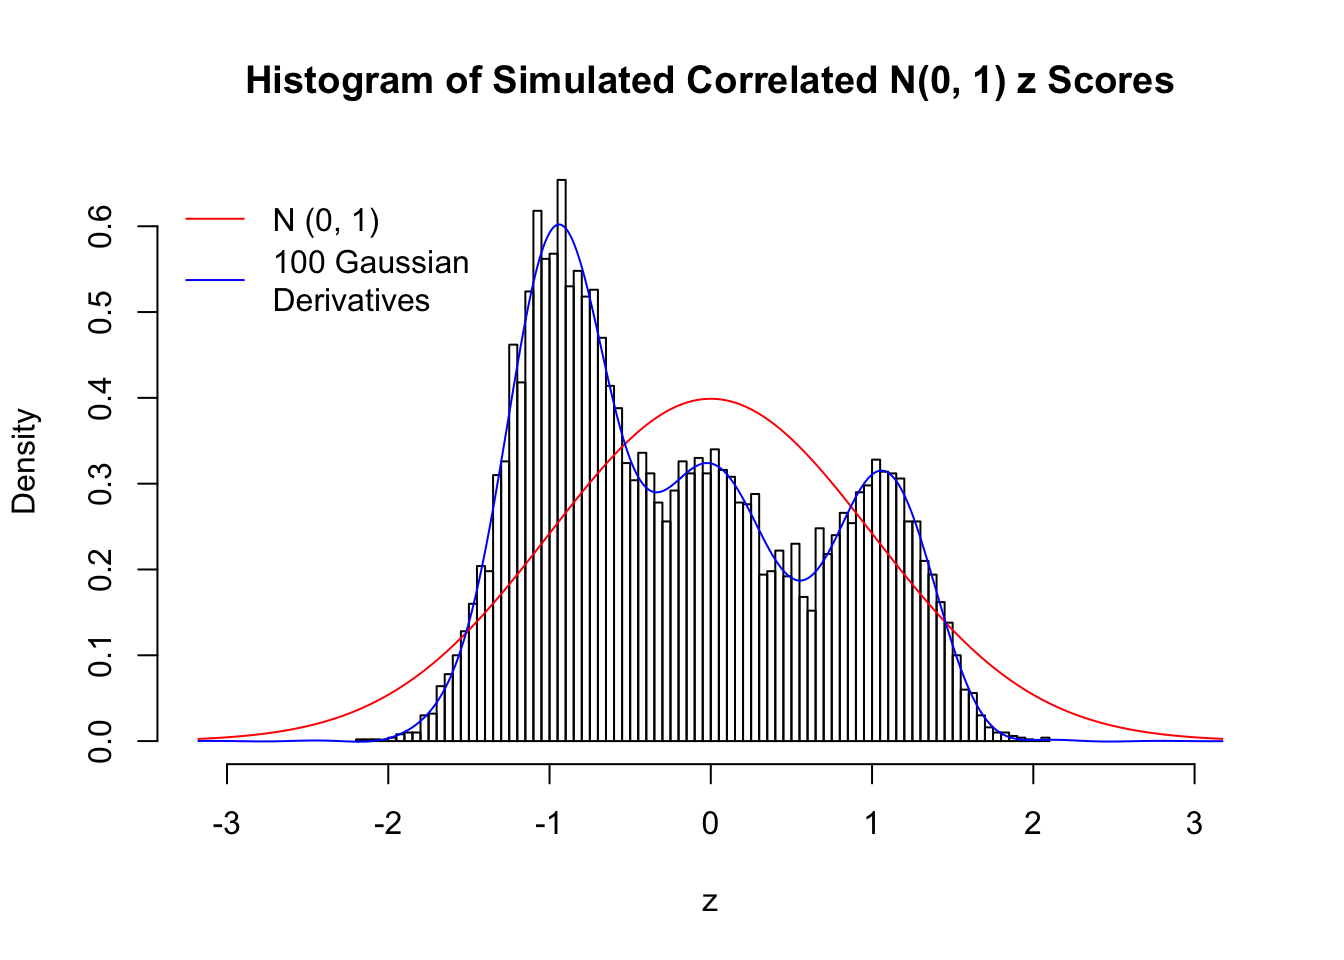 Histogram of Simulated Correlated N(0, 1) z Scores
N (0, 1)
100 Gaussian
Derivatives
Density
0.0
0.1
0.2
0.3
0.4
0.5
0.6
-3
-2
-1
0
1
2
3
z